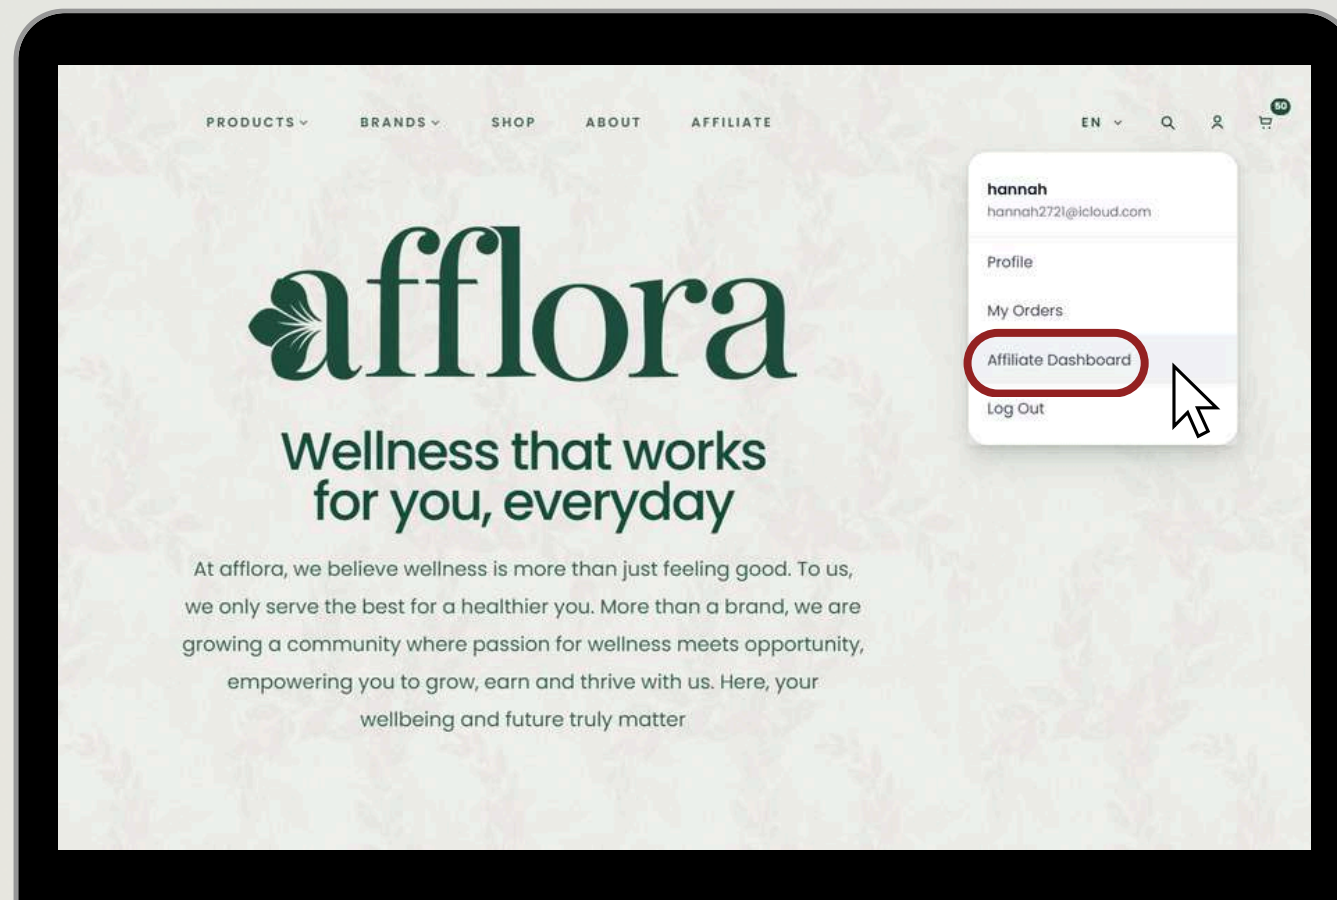 PRODUCTS BRANDS SHOP ABOUT AFFILIATE EN 50
hannah
hannah2721@icloud.com
Profile
My Orders
Affiliate Dashboard
Log Out
afflora
Wellness that works
for you, everyday
At afflora, we believe wellness is more than just feeling good. To us,
we only serve the best for a healthier you. More than a brand, we are
growing a community where passion for wellness meets opportunity,
empowering you to grow, earn and thrive with us. Here, your
wellbeing and future truly matter